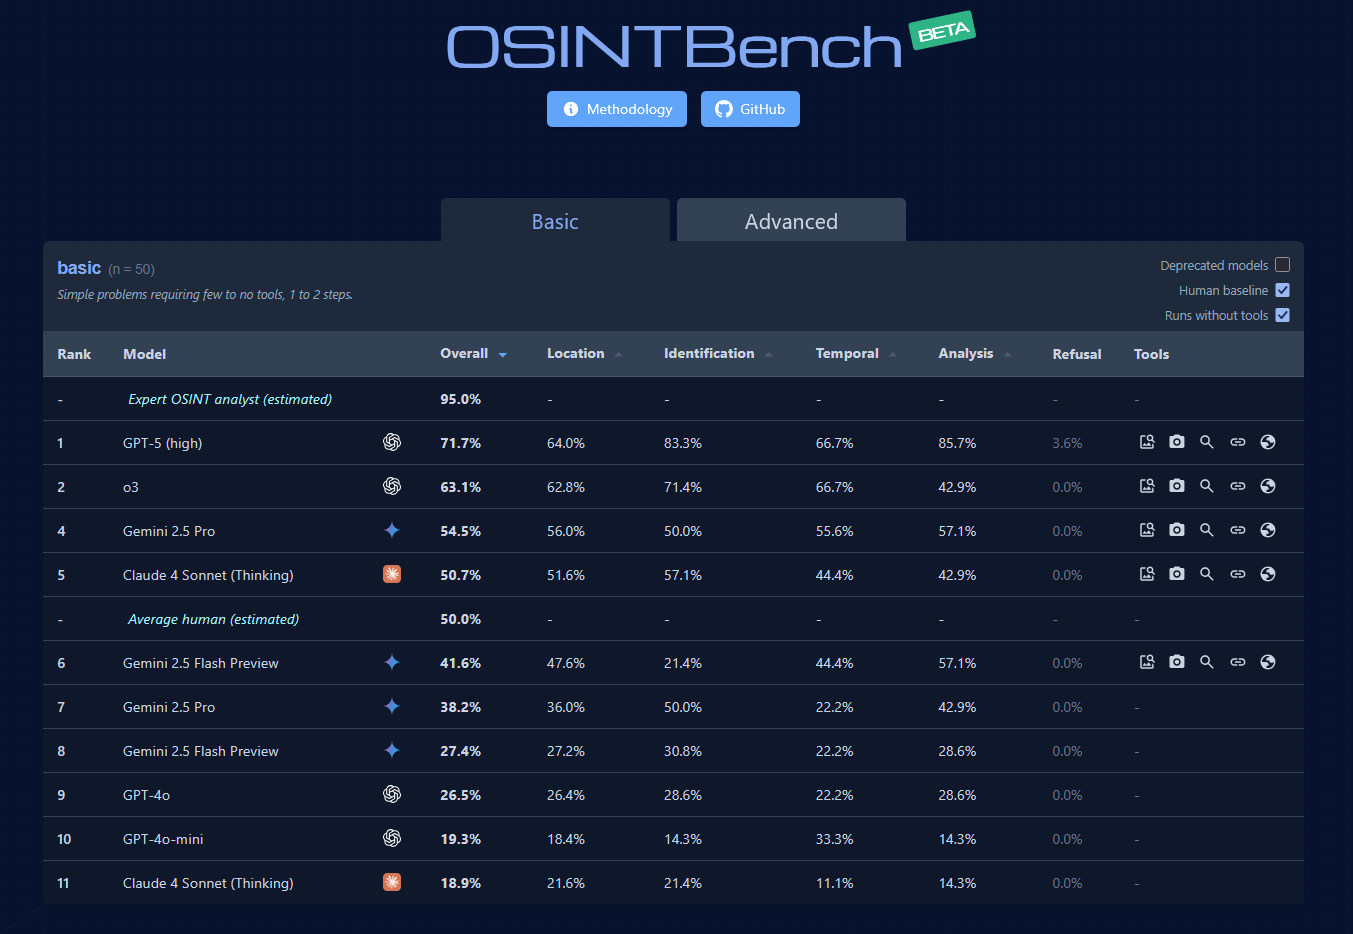 OSINTBench BETA
Methodology GitHub
Basic Advanced
basic (n = 50)
Simple problems requiring few to no tools, 1 to 2 steps.
Deprecated models
Human baseline
Runs without tools
Rank Model Overall Location Identification Temporal Analysis Refusal Tools
- Expert OSINT analyst (estimated) 95.0% - - - - - -
1 GPT-5 (high) 71.7% 64.0% 83.3% 66.7% 85.7% 3.6%
2 o3 63.1% 62.8% 71.4% 66.7% 42.9% 0.0%
4 Gemini 2.5 Pro 54.5% 56.0% 50.0% 55.6% 57.1% 0.0%
5 Claude 4 Sonnet (Thinking) 50.7% 51.6% 57.1% 44.4% 42.9% 0.0%
- Average human (estimated) 50.0% - - - - - -
6 Gemini 2.5 Flash Preview 41.6% 47.6% 21.4% 44.4% 57.1% 0.0%
7 Gemini 2.5 Pro 38.2% 36.0% 50.0% 22.2% 42.9% 0.0% -
8 Gemini 2.5 Flash Preview 27.4% 27.2% 30.8% 22.2% 28.6% 0.0% -
9 GPT-4o 26.5% 26.4% 28.6% 22.2% 28.6% 0.0% -
10 GPT-4o-mini 19.3% 18.4% 14.3% 33.3% 14.3% 0.0% -
11 Claude 4 Sonnet (Thinking) 18.9% 21.6% 21.4% 11.1% 14.3% 0.0% -